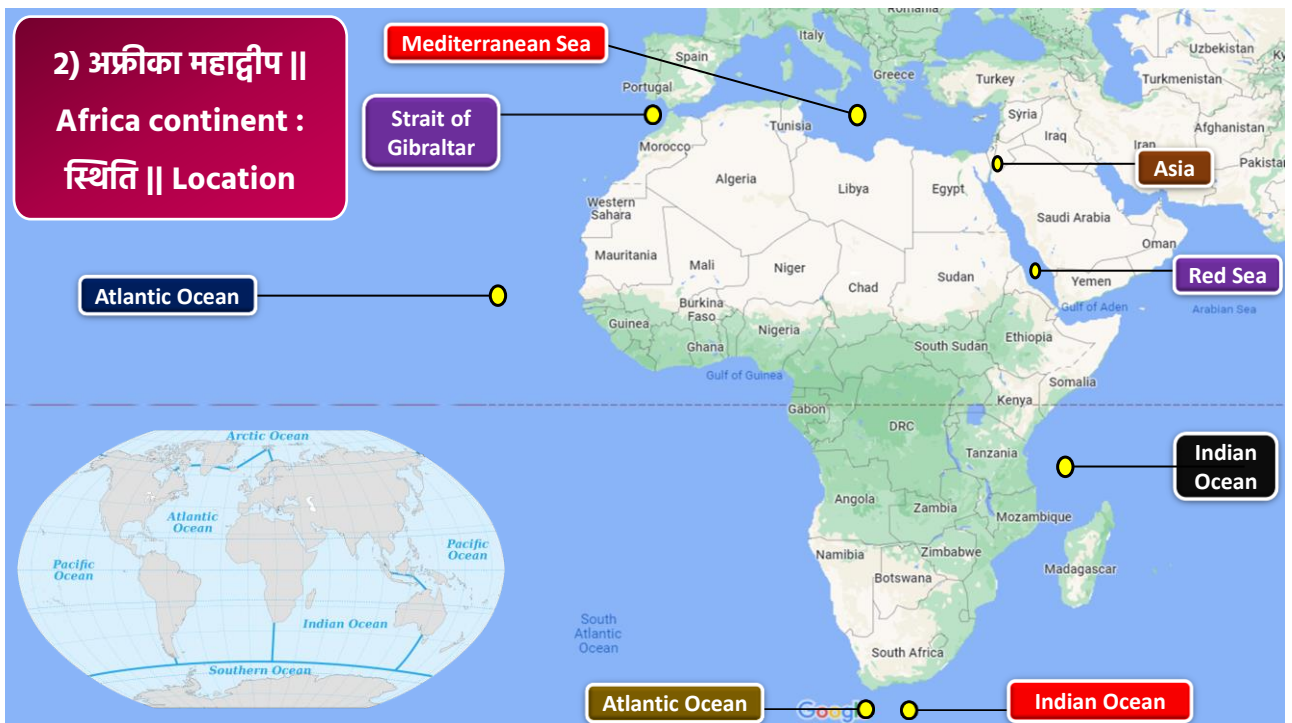 2) अफ्रीका महाद्वीप ||
Africa continent :
स्थिति || Location
Mediterranean Sea
Strait of
Gibraltar
Asia
Red Sea
Atlantic Ocean
Indian
Ocean
Atlantic Ocean
Indian Ocean
Romania
Italy
Spain
Portugal
Greece
Turkey
Uzbekistan
Ky
Turkmenistan
Syria
Iraq
Iran
Afghanistan
Pakistan
Tunisia
Morocco
Algeria
Libya
Egypt
Western
Sahara
Saudi Arabia
Oman
Mauritania
Mali
Niger
Chad
Sudan
Yemen
Gulf of Aden
Arabian Sea
Burkina
Faso
Guinea
Nigeria
Ghana
South Sudan
Ethiopia
Gulf of Guinea
Somalia
Kenya
Gabon
DRC
Tanzania
Angola
Zambia
Mozambique
Namibia
Zimbabwe
Botswana
Madagascar
South
Atlantic
Ocean
South Africa
Google
Arctic Ocean
Atlantic
Ocean
Pacific
Ocean
Pacific
Ocean
Indian Ocean
Southern Ocean